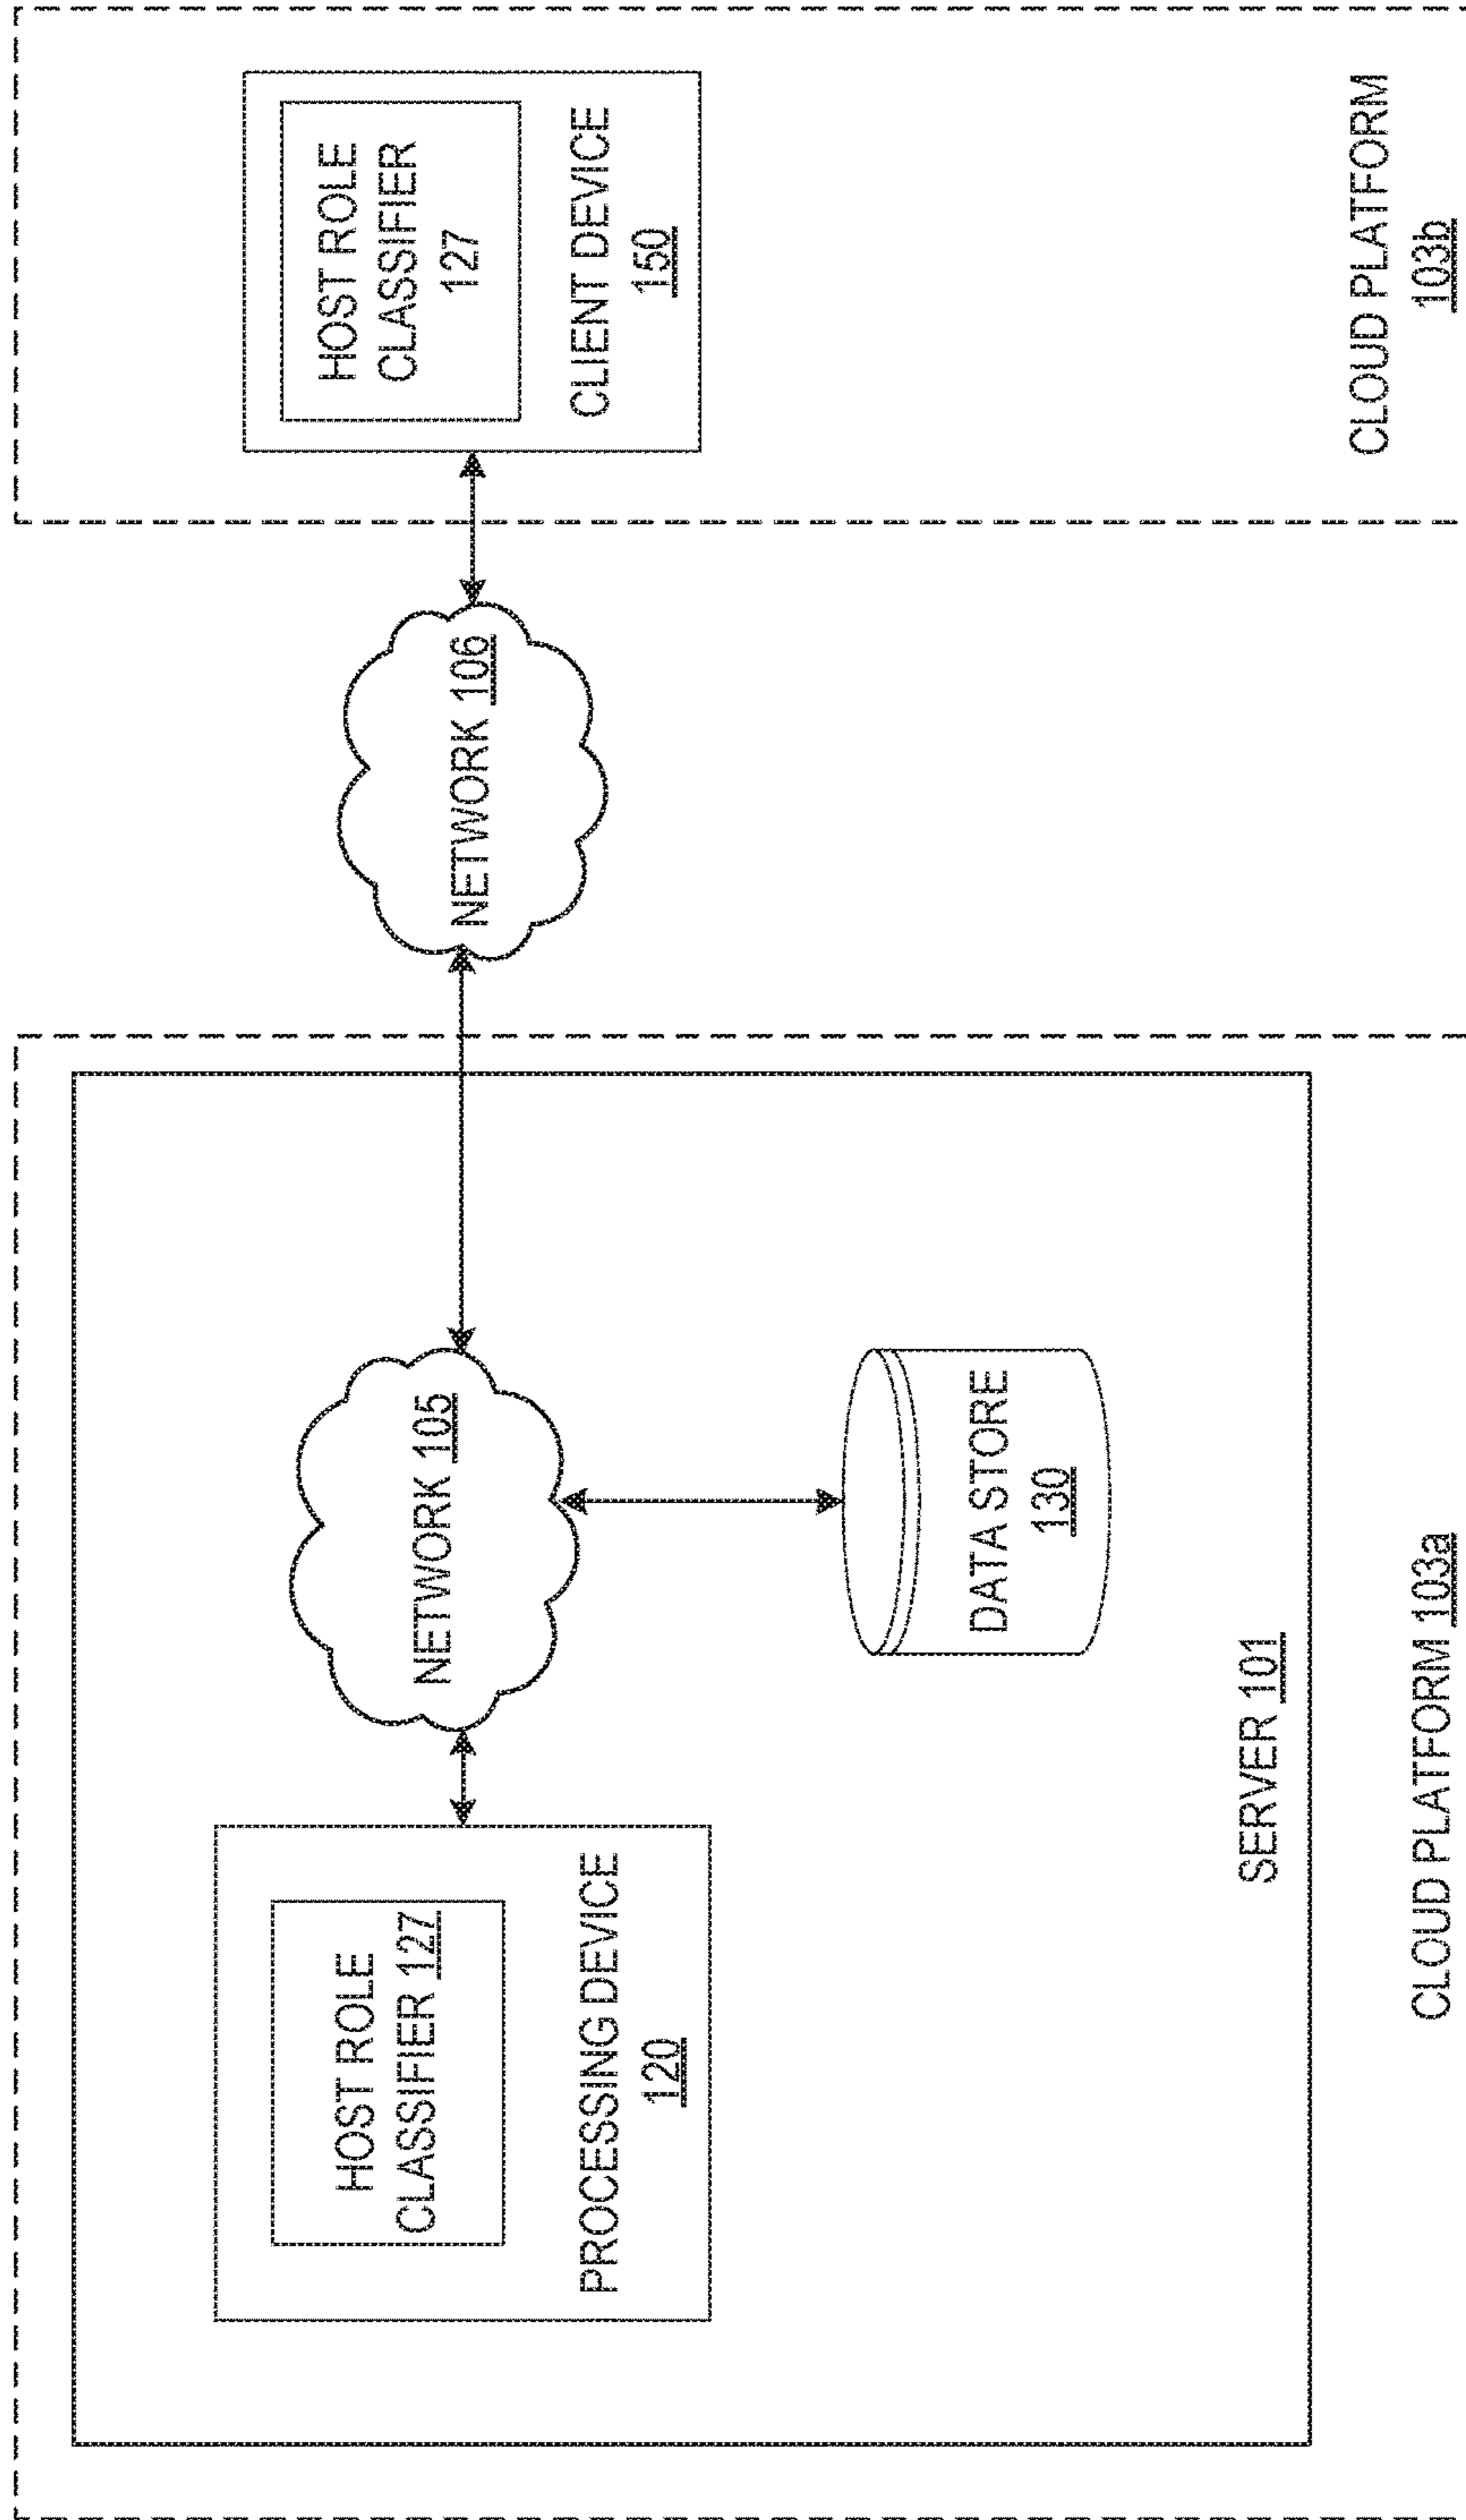 HOST ROLE
CLASSIFIER 127
PROCESSING DEVICE
120
NETWORK 105
DATA STORE
130
SERVER 101
CLOUD PLATFORM 103a
NETWORK 106
HOST ROLE
CLASSIFIER
127
CLIENT DEVICE
150
CLOUD PLATFORM
103b